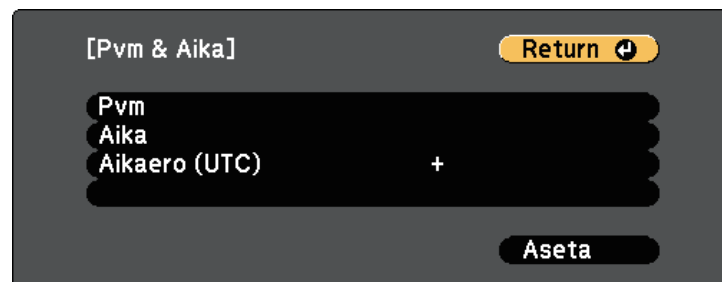 [Pvm & Aika] Return
Pvm
Aika
Aikaero (UTC) +
Aseta